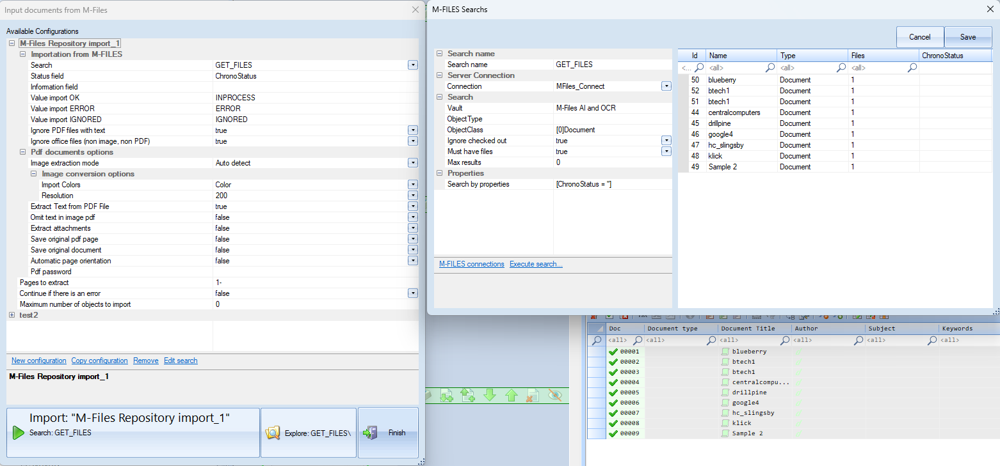 Input documents from M-Files
Available Configurations
M-Files Repository import_1
Importation from M-FILES
Search GET_FILES
Status field ChronoStatus
Information field
Value import OK INPROCESS
Value import ERROR ERROR
Value import IGNORED IGNORED
Ignore PDF files with text true
Ignore office files (non image, non PDF) true
Pdf documents options
Image extraction mode Auto detect
Image conversion options
Import Colors Color
Resolution 200
Extract Text from PDF File true
Omit text in image pdf false
Extract attachments false
Save original pdf page false
Save original document false
Automatic page orientation false
Pdf password
Pages to extract 1-
Continue if there is an error false
Maximum number of objects to import 0
test2
New configuration Copy configuration Remove Edit search
M-Files Repository import_1
Import: "M-Files Repository import_1"
Search: GET_FILES
Explore: GET_FILES\
Finish
M-FILES Searchs
Cancel Save
Search name
Search name GET_FILES
Server Connection
Connection MFiles_Connect
Search
Vault M-Files AI and OCR
ObjectType
ObjectClass [0]Document
Ignore checked out true
Must have files true
Max results 0
Properties
Search by properties [ChronoStatus = '']
M-FILES connections Execute search...
Id Name Type Files ChronoStatus
<... <all> <all> <all>
50 blueberry Document 1
52 btech1 Document 1
51 btech1 Document 1
44 centralcomputers Document 1
45 drillpine Document 1
46 google4 Document 1
47 hc_slingsby Document 1
48 klick Document 1
49 Sample 2 Document 1
Doc Document type Document Title Author Subject Keywords
<all> <all> <all> <all> <all> <all>
00001 blueberry
00002 btech1
00003 btech1
00004 centralcompu...
00005 drillpine
00006 google4
00007 hc_slingsby
00008 klick
00009 Sample 2